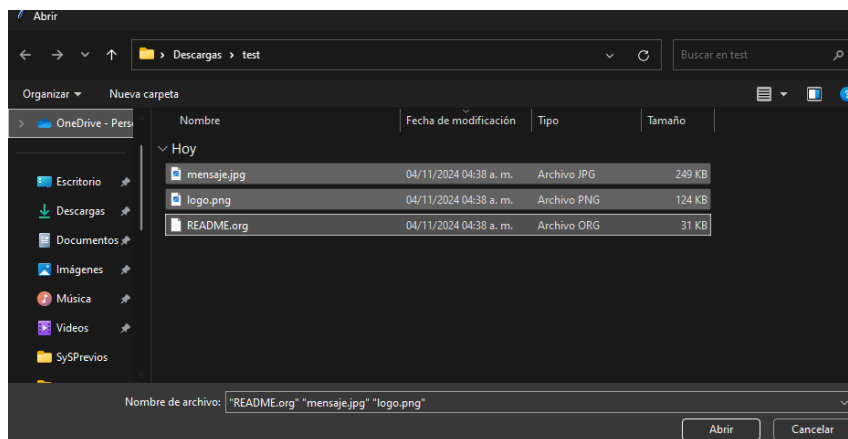 Abrir
Descargas > test
Buscar en test
Organizar
Nueva carpeta
OneDrive - Perso
Nombre
Fecha de modificación
Tipo
Tamaño
Hoy
mensaje.jpg
04/11/2024 04:38 a. m.
Archivo JPG
249 KB
logo.png
04/11/2024 04:38 a. m.
Archivo PNG
124 KB
README.org
04/11/2024 04:38 a. m.
Archivo ORG
31 KB
Escritorio
Descargas
Documentos
Imágenes
Música
Videos
SySPrevios
Nombre de archivo: "README.org" "mensaje.jpg" "logo.png"
Abrir
Cancelar